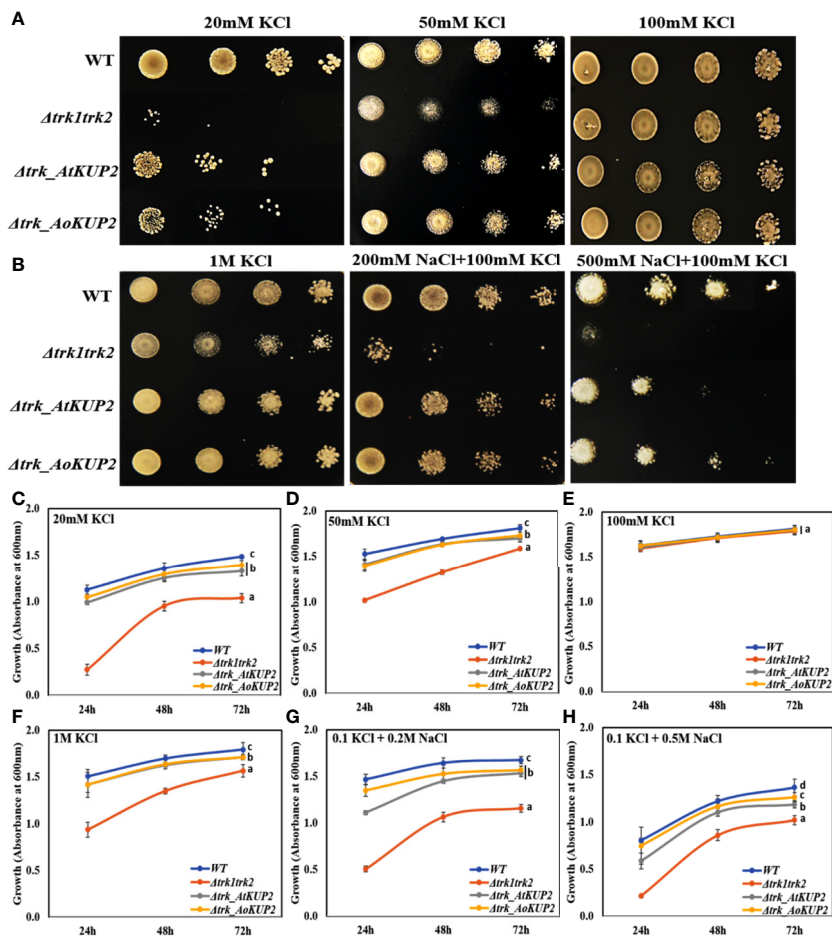 A
20mM KCl 50mM KCl 100mM KCl
WT
Δtrk1trk2
Δtrk_AtKUP2
Δtrk_AoKUP2
B
1M KCl 200mM NaCl+100mM KCl 500mM NaCl+100mM KCl
WT
Δtrk1trk2
Δtrk_AtKUP2
Δtrk_AoKUP2
C
20mM KCl
Growth (Absorbance at 600nm)
2.0
1.5
1.0
0.5
0.0
c
b
a
WT
Δtrk1trk2
Δtrk_AtKUP2
Δtrk_AoKUP2
24h 48h 72h
D
50mM KCl
Growth (Absorbance at 600nm)
2.0
1.5
1.0
0.5
0.0
c
b
a
WT
Δtrk1trk2
Δtrk_AtKUP2
Δtrk_AoKUP2
24h 48h 72h
E
100mM KCl
Growth (Absorbance at 600nm)
2.0
1.5
1.0
0.5
0.0
a
WT
Δtrk1trk2
Δtrk_AtKUP2
Δtrk_AoKUP2
24h 48h 72h
F
1M KCl
Growth (Absorbance at 600nm)
2.0
1.5
1.0
0.5
0.0
c
b
a
WT
Δtrk1trk2
Δtrk_AtKUP2
Δtrk_AoKUP2
24h 48h 72h
G
0.1 KCl + 0.2M NaCl
Growth (Absorbance at 600nm)
2.0
1.5
1.0
0.5
0.0
c
b
a
WT
Δtrk1trk2
Δtrk_AtKUP2
Δtrk_AoKUP2
24h 48h 72h
H
0.1 KCl + 0.5M NaCl
Growth (Absorbance at 600nm)
2.0
1.5
1.0
0.5
0.0
d
c
b
a
WT
Δtrk1trk2
Δtrk_AtKUP2
Δtrk_AoKUP2
24h 48h 72h